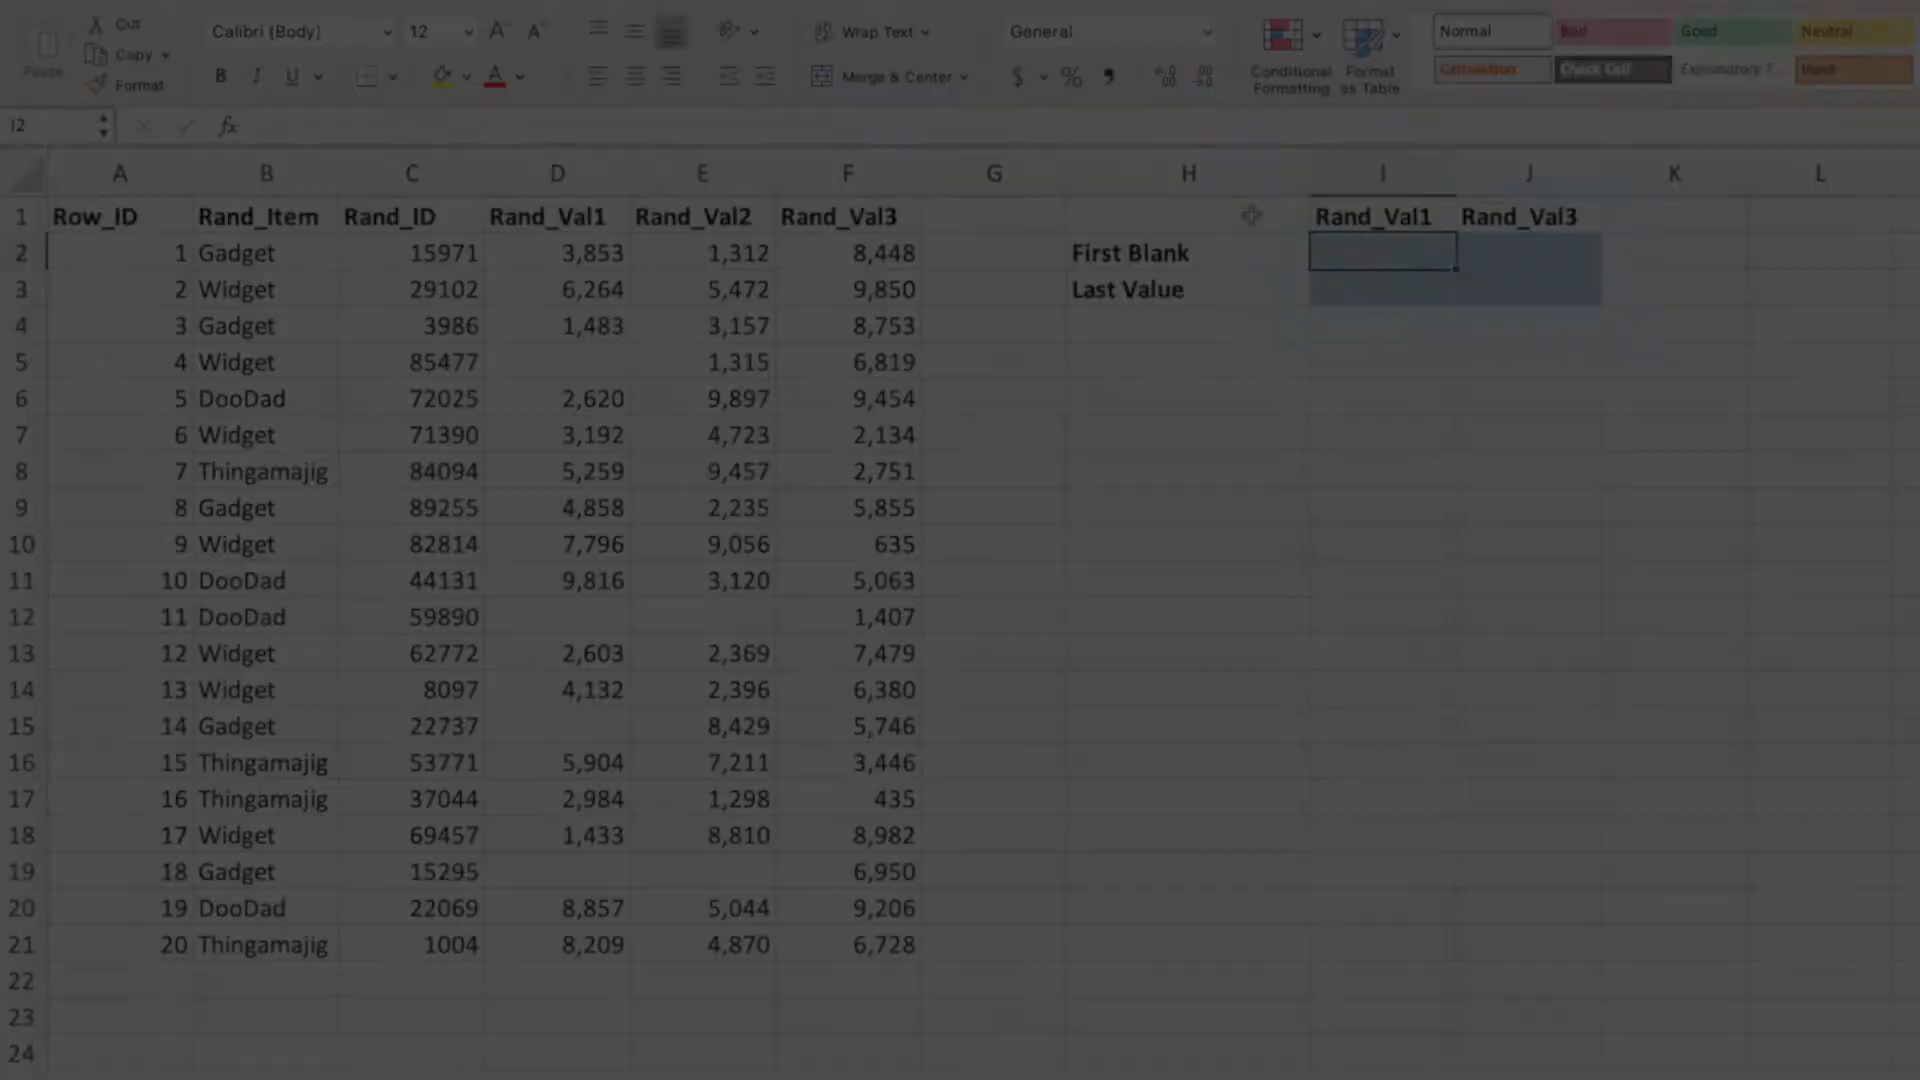 Cut
Calibri (Body) 12 Wrap Text General Normal Bad Good Neutral
Paste Copy
Format B I U Merge & Center $ % Conditional Formatting Format as Table Calculation Check Cell Explanatory T... Input
I2 fx
A B C D E F G H I J K L
1 Row_ID Rand_Item Rand_ID Rand_Val1 Rand_Val2 Rand_Val3 Rand_Val1 Rand_Val3
2 1 Gadget 15971 3,853 1,312 8,448 First Blank
3 2 Widget 29102 6,264 5,472 9,850 Last Value
4 3 Gadget 3986 1,483 3,157 8,753
5 4 Widget 85477 1,315 6,819
6 5 DooDad 72025 2,620 9,897 9,454
7 6 Widget 71390 3,192 4,723 2,134
8 7 Thingamajig 84094 5,259 9,457 2,751
9 8 Gadget 89255 4,858 2,235 5,855
10 9 Widget 82814 7,796 9,056 635
11 10 DooDad 44131 9,816 3,120 5,063
12 11 DooDad 59890 1,407
13 12 Widget 62772 2,603 2,369 7,479
14 13 Widget 8097 4,132 2,396 6,380
15 14 Gadget 22737 8,429 5,746
16 15 Thingamajig 53771 5,904 7,211 3,446
17 16 Thingamajig 37044 2,984 1,298 435
18 17 Widget 69457 1,433 8,810 8,982
19 18 Gadget 15295 6,950
20 19 DooDad 22069 8,857 5,044 9,206
21 20 Thingamajig 1004 8,209 4,870 6,728
22
23
24